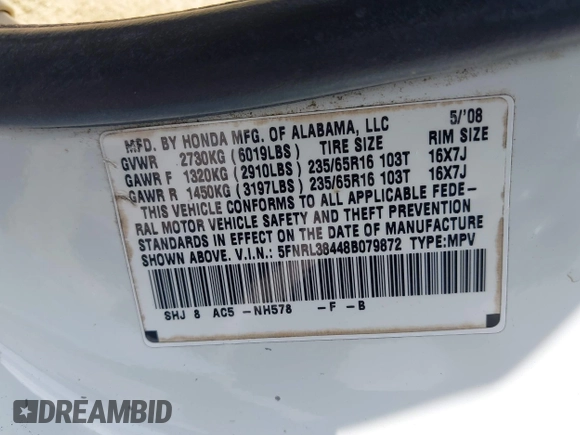 MFD. BY HONDA MFG. OF ALABAMA, LLC 5/'08
GVWR 2730KG (6019LBS) TIRE SIZE RIM SIZE
GAWR F 1320KG (2910LBS) 235/65R16 103T 16X7J
GAWR R 1450KG (3197LBS) 235/65R16 103T 16X7J
THIS VEHICLE CONFORMS TO ALL APPLICABLE FEDE-
RAL MOTOR VEHICLE SAFETY AND THEFT PREVENTION
STANDARDS IN EFFECT ON THE DATE OF MANUFACTURE
SHOWN ABOVE. V.I.N.: 5FNRL38448B079872 TYPE:MPV
SHJ 8 AC5 -NH578 -F -B
DREAMBID